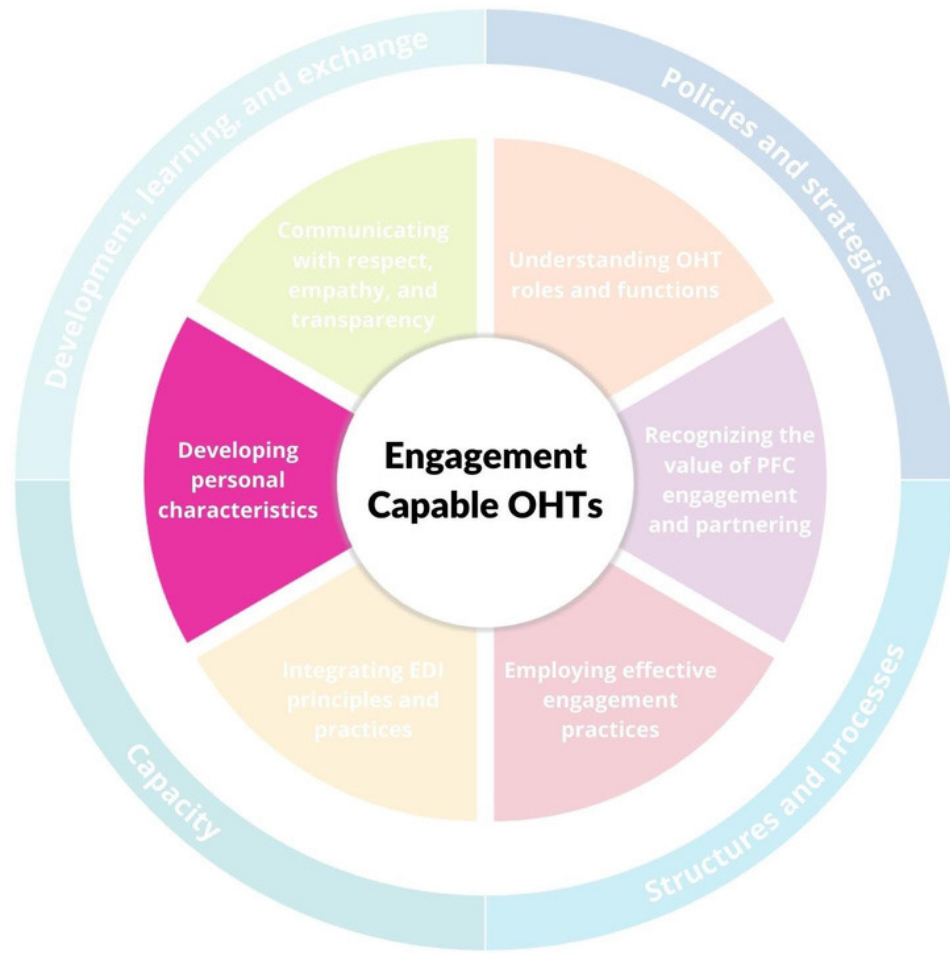 Development, learning, and exchange
Policies and strategies
Communicating
with respect,
empathy, and
transparency
Understanding OHT
roles and functions
Developing
personal
characteristics
Engagement
Capable OHTs
Recognizing the
value of PFC
engagement
and partnering
Integrating EDI
principles and
practices
Employing effective
engagement
practices
Capacity
Structures and processes